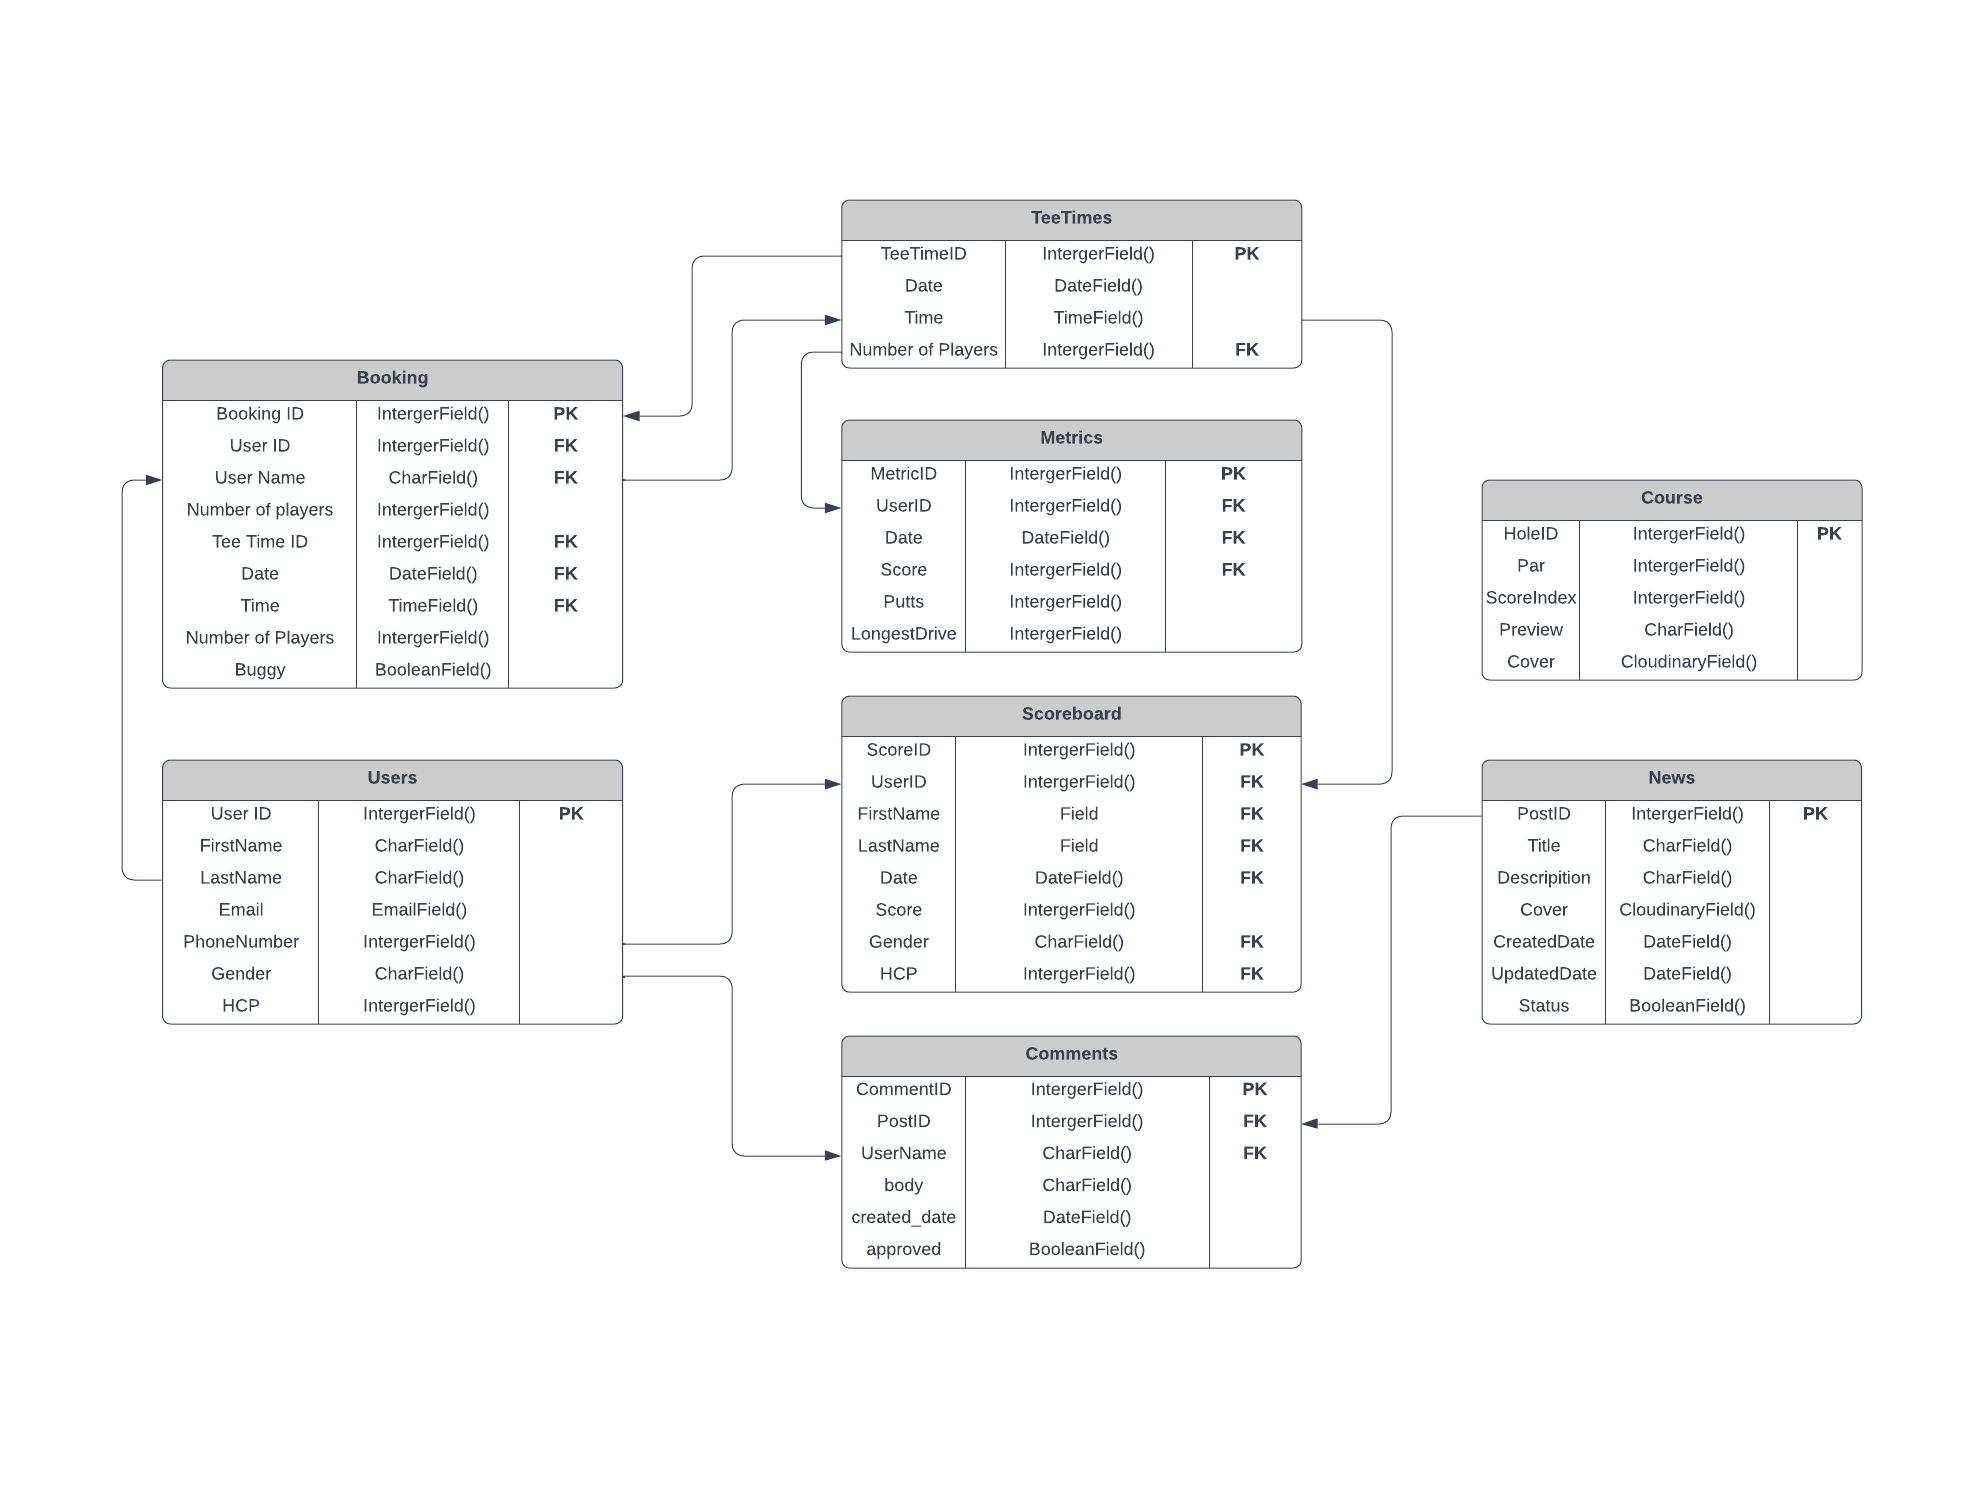 TeeTimes
TeeTimeID IntergerField() PK
Date DateField()
Time TimeField()
Number of Players IntergerField() FK
Booking
Booking ID IntergerField() PK
User ID IntergerField() FK
User Name CharField() FK
Number of players IntergerField()
Tee Time ID IntergerField() FK
Date DateField() FK
Time TimeField() FK
Number of Players IntergerField()
Buggy BooleanField()
Metrics
MetricID IntergerField() PK
UserID IntergerField() FK
Date DateField() FK
Score IntergerField() FK
Putts IntergerField()
LongestDrive IntergerField()
Course
HoleID IntergerField() PK
Par IntergerField()
ScoreIndex IntergerField()
Preview CharField()
Cover CloudinaryField()
Users
User ID IntergerField() PK
FirstName CharField()
LastName CharField()
Email EmailField()
PhoneNumber IntergerField()
Gender CharField()
HCP IntergerField()
Scoreboard
ScoreID IntergerField() PK
UserID IntergerField() FK
FirstName Field FK
LastName Field FK
Date DateField() FK
Score IntergerField()
Gender CharField() FK
HCP IntergerField() FK
News
PostID IntergerField() PK
Title CharField()
Descripition CharField()
Cover CloudinaryField()
CreatedDate DateField()
UpdatedDate DateField()
Status BooleanField()
Comments
CommentID IntergerField() PK
PostID IntergerField() FK
UserName CharField() FK
body CharField()
created_date DateField()
approved BooleanField()